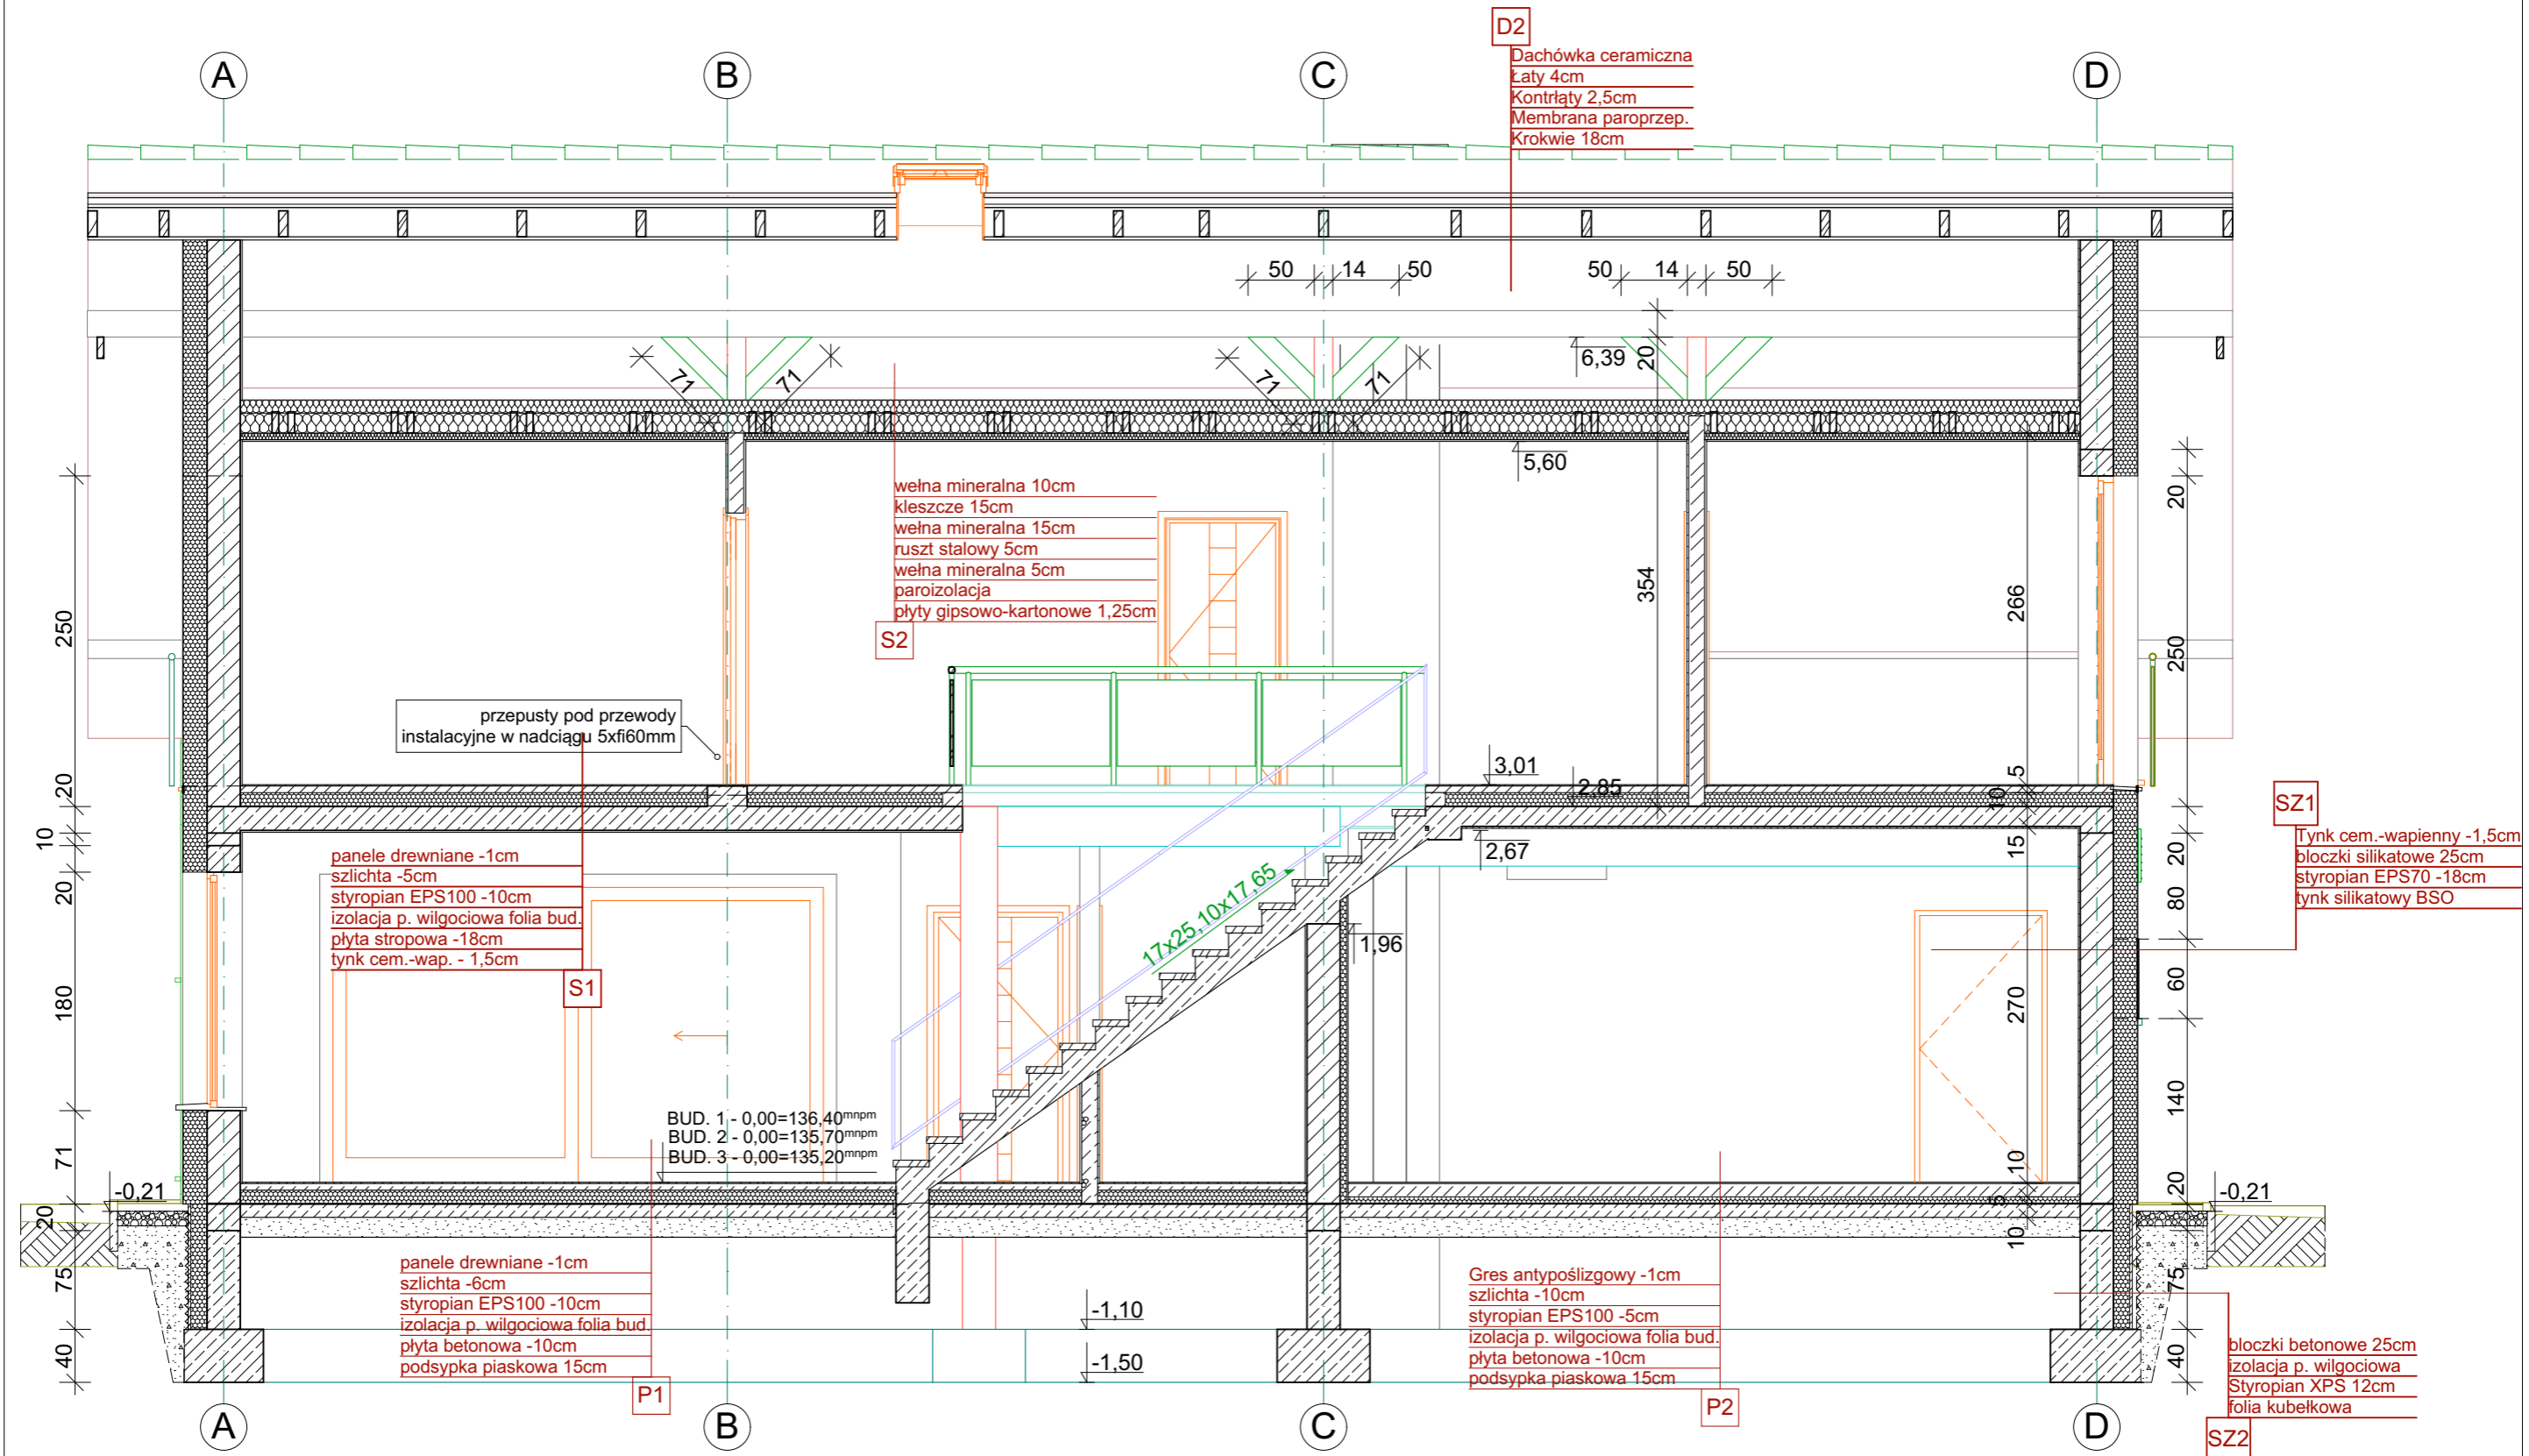 A
B
C
D
D2
Dachówka ceramiczna
Łaty 4cm
Kontrłąty 2,5cm
Membrana paroprzep.
Krokwie 18cm
50
14
50
50
14
50
6,39
20
71
71
71
71
5,60
wełna mineralna 10cm
kleszcze 15cm
wełna mineralna 15cm
ruszt stalowy 5cm
wełna mineralna 5cm
paroizolacja
płyty gipsowo-kartonowe 1,25cm
S2
354
266
20
250
250
przepusty pod przewody
instalacyjne w nadciągu 5xfi60mm
3,01
2,85
5
10
20
10
20
180
71
20
75
40
2,67
15
1,96
270
17x25, 10x17,65
panele drewniane -1cm
szlichta -5cm
styropian EPS100 -10cm
izolacja p. wilgociowa folia bud.
płyta stropowa -18cm
tynk cem.-wap. - 1,5cm
S1
SZ1
Tynk cem.-wapienny -1,5cm
bloczki silikatowe 25cm
styropian EPS70 -18cm
tynk silikatowy BSO
20
80
60
140
20
75
40
BUD. 1 - 0,00=136,40mnpm
BUD. 2 - 0,00=135,70mnpm
BUD. 3 - 0,00=135,20mnpm
-0,21
-0,21
10
5
10
panele drewniane -1cm
szlichta -6cm
styropian EPS100 -10cm
izolacja p. wilgociowa folia bud.
płyta betonowa -10cm
podsypka piaskowa 15cm
P1
-1,10
-1,50
Gres antypoślizgowy -1cm
szlichta -10cm
styropian EPS100 -5cm
izolacja p. wilgociowa folia bud.
płyta betonowa -10cm
podsypka piaskowa 15cm
P2
bloczki betonowe 25cm
izolacja p. wilgociowa
Styropian XPS 12cm
folia kubełkowa
SZ2
A
B
C
D